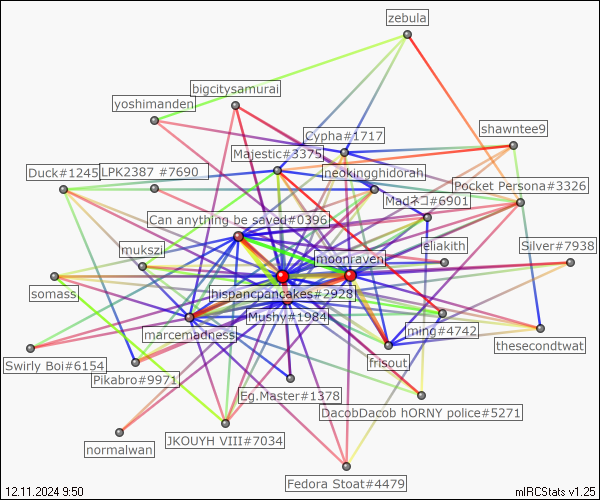 zebula
bigcitysamurai
yoshimanden
Cypha#1717
shawntee9
Majestic#3375
Duck#1245
LPK2387 #7690
neokingghidorah
Pocket Persona#3326
Madネコ#6901
Can anything be saved#0396
mukszi
moonraven
eliakith
Silver#7938
somass
hispancpancakes#2928
Mushy#1984
marcemadness
ming#4742
thesecondtwat
Swirly Boi#6154
frisout
Pikabro#9971
Eg.Master#1378
DacobDacob hORNY police#5271
normalwan
JKOUYH VIII#7034
Fedora Stoat#4479
12.11.2024 9:50
mIRCStats v1.25